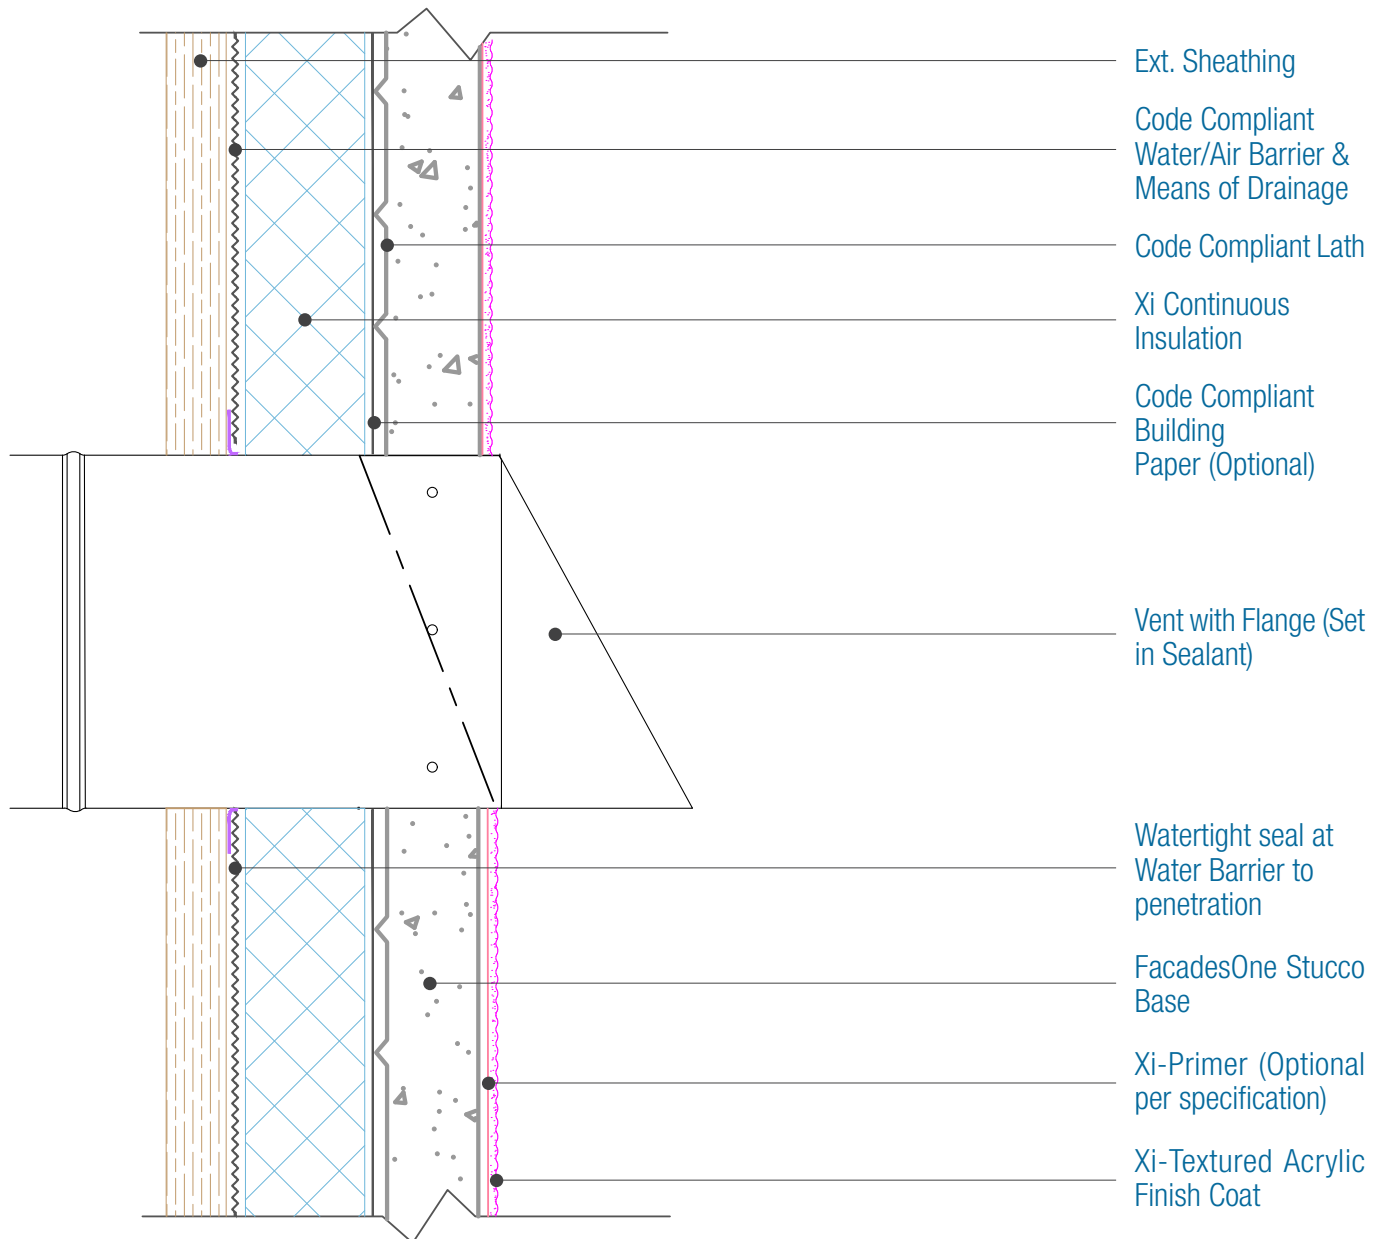 Ext. Sheathing
Code Compliant
Water/Air Barrier &
Means of Drainage
Code Compliant Lath
Xi Continuous
Insulation
Code Compliant
Building
Paper (Optional)
Vent with Flange (Set
in Sealant)
Watertight seal at
Water Barrier to
penetration
FacadesOne Stucco
Base
Xi-Primer (Optional
per specification)
Xi-Textured Acrylic
Finish Coat